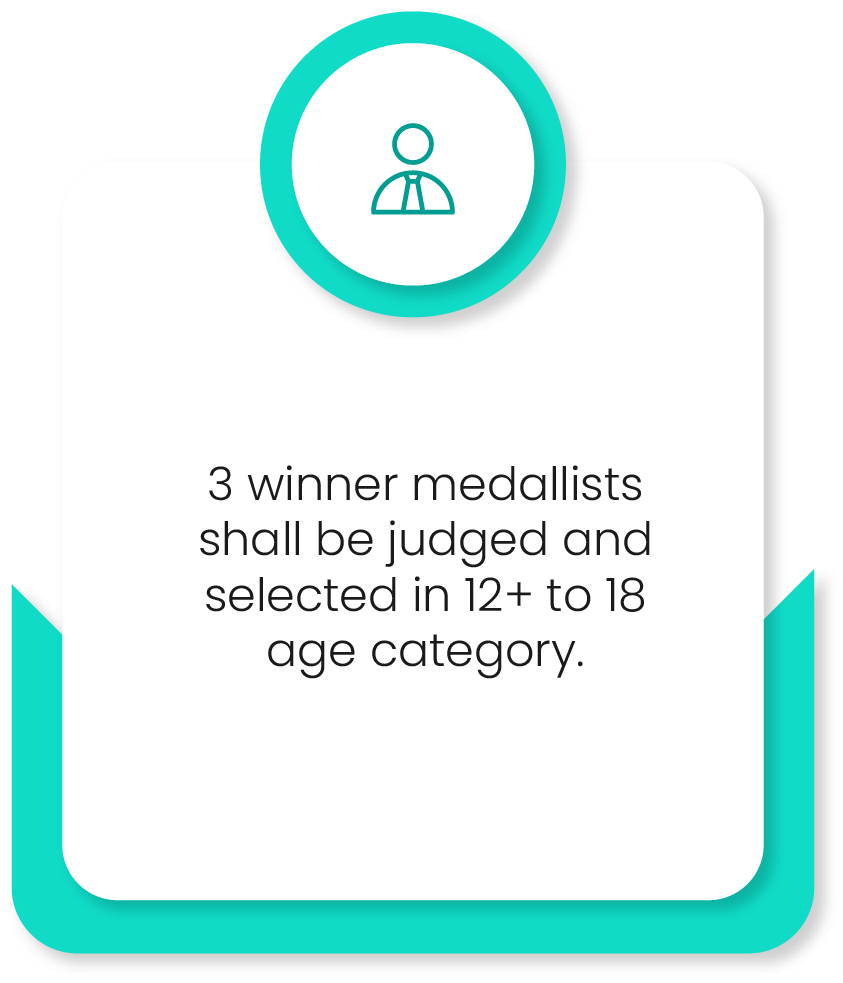 3 winner medallists
shall be judged and
selected in 12+ to 18
age category.